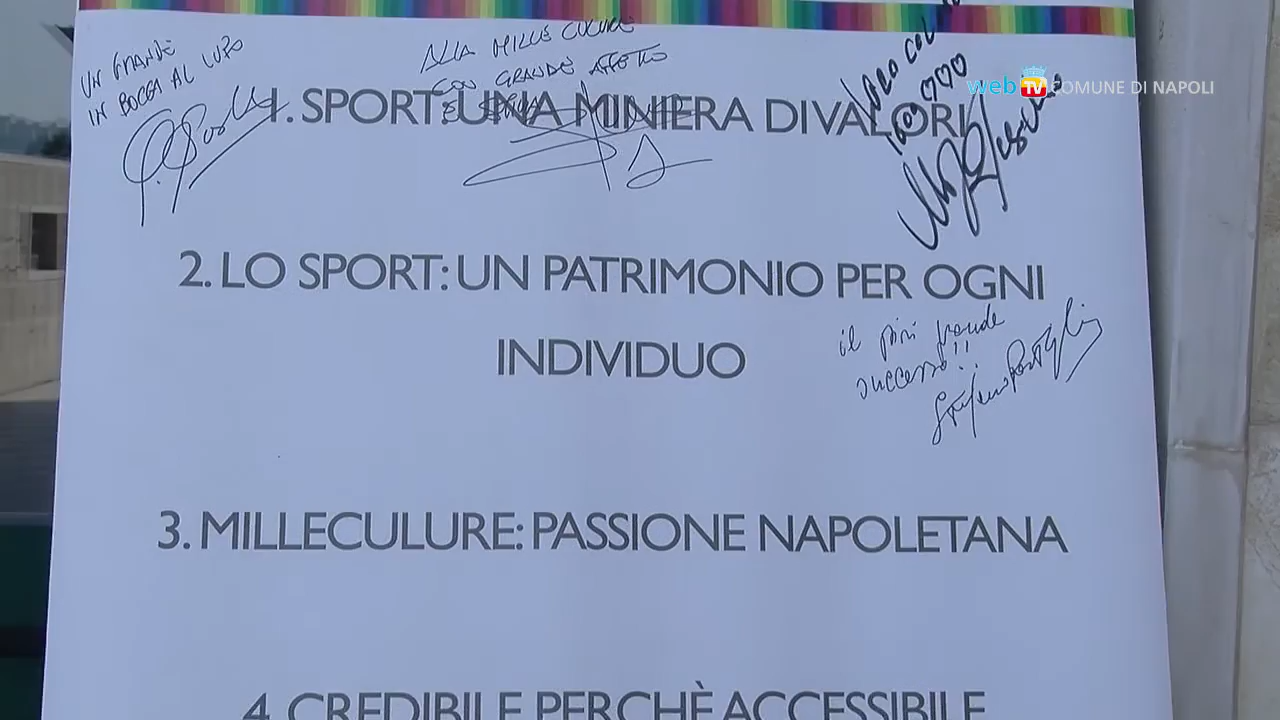 UN GRANDE
IN BOCCA AL LUPO
ALLA MILLE CULURE
CON GRANDE AFFETTO
web TV COMUNE DI NAPOLI
1. SPORT: UNA MINIERA DI VALORI
2. LO SPORT: UN PATRIMONIO PER OGNI
INDIVIDUO
il più grande
successo!!
3. MILLECULURE: PASSIONE NAPOLETANA
4. CREDIBILE PERCHÈ ACCESSIBILE